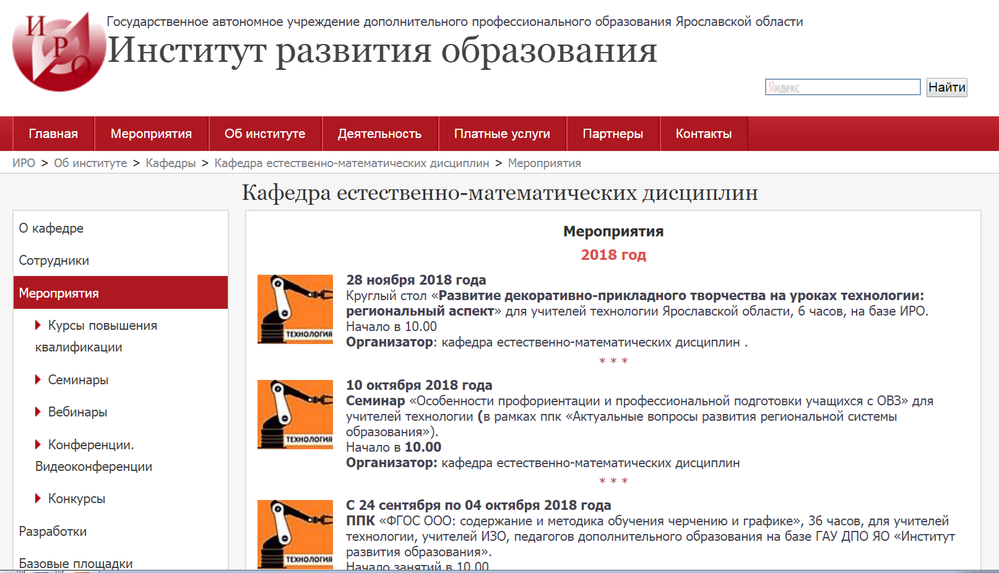 И
Р
О
Государственное автономное учреждение дополнительного профессионального образования Ярославской области
Институт развития образования
Яндекс
Найти
Главная
Мероприятия
Об институте
Деятельность
Платные услуги
Партнеры
Контакты
ИРО > Об институте > Кафедры > Кафедра естественно-математических дисциплин > Мероприятия
Кафедра естественно-математических дисциплин
О кафедре
Сотрудники
Мероприятия
Курсы повышения
квалификации
Семинары
Вебинары
Конференции.
Видеоконференции
Конкурсы
Разработки
Базовые площадки
Мероприятия
2018 год
ТЕХНОЛОГИЯ
28 ноября 2018 года
Круглый стол «Развитие декоративно-прикладного творчества на уроках технологии:
региональный аспект» для учителей технологии Ярославской области, 6 часов, на базе ИРО.
Начало в 10.00
Организатор: кафедра естественно-математических дисциплин .
* * *
ТЕХНОЛОГИЯ
10 октября 2018 года
Семинар «Особенности профориентации и профессиональной подготовки учащихся с ОВЗ» для
учителей технологии (в рамках ппк «Актуальные вопросы развития региональной системы
образования»).
Начало в 10.00
Организатор: кафедра естественно-математических дисциплин
* * *
ТЕХНОЛОГИЯ
С 24 сентября по 04 октября 2018 года
ППК «ФГОС ООО: содержание и методика обучения черчению и графике», 36 часов, для учителей
технологии, учителей ИЗО, педагогов дополнительного образования на базе ГАУ ДПО ЯО «Институт
развития образования».
Начало занятий в 10.00